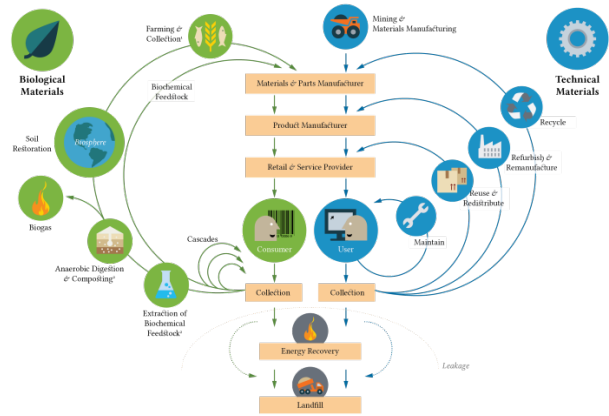 Farming &
Collection¹
Mining &
Materials Manufacturing
Biological
Materials
Technical
Materials
Biochemical
Feedstock
Materials & Parts Manufacturer
Recycle
Product Manufacturer
Soil
Restoration
Biosphere
Refurbish &
Remanufacture
Retail & Service Provider
Reuse &
Redistribute
Biogas
Consumer
User
Maintain
Cascades
Anaerobic Digestion
& Composting²
Collection
Collection
Extraction of
Biochemical
Feedstock²
Energy Recovery
Leakage
Landfill